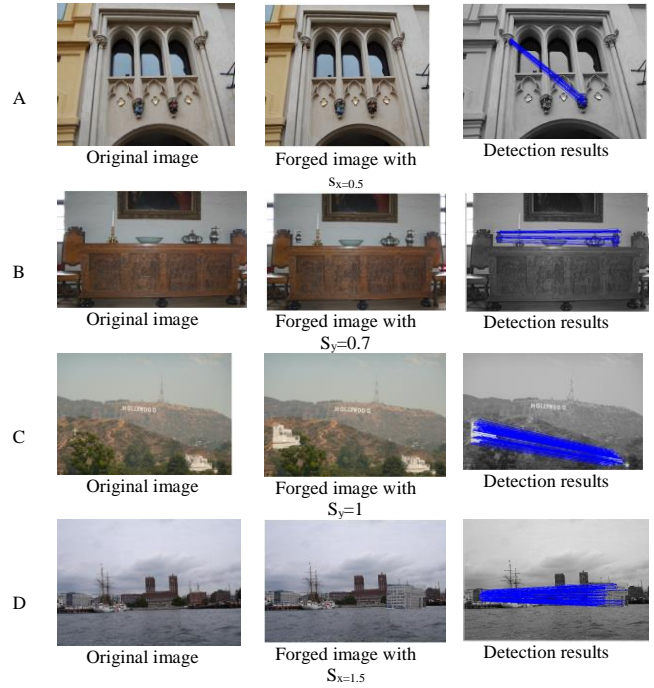 A
Original image
Forged image with
sx=0.5
Detection results
B
Original image
Forged image with
Sy=0.7
Detection results
HOLLYWOOD
HOLLYWOOD
HOLLYWOOD
C
Original image
Forged image with
Sy=1
Detection results
D
Original image
Forged image with
Sx=1.5
Detection results